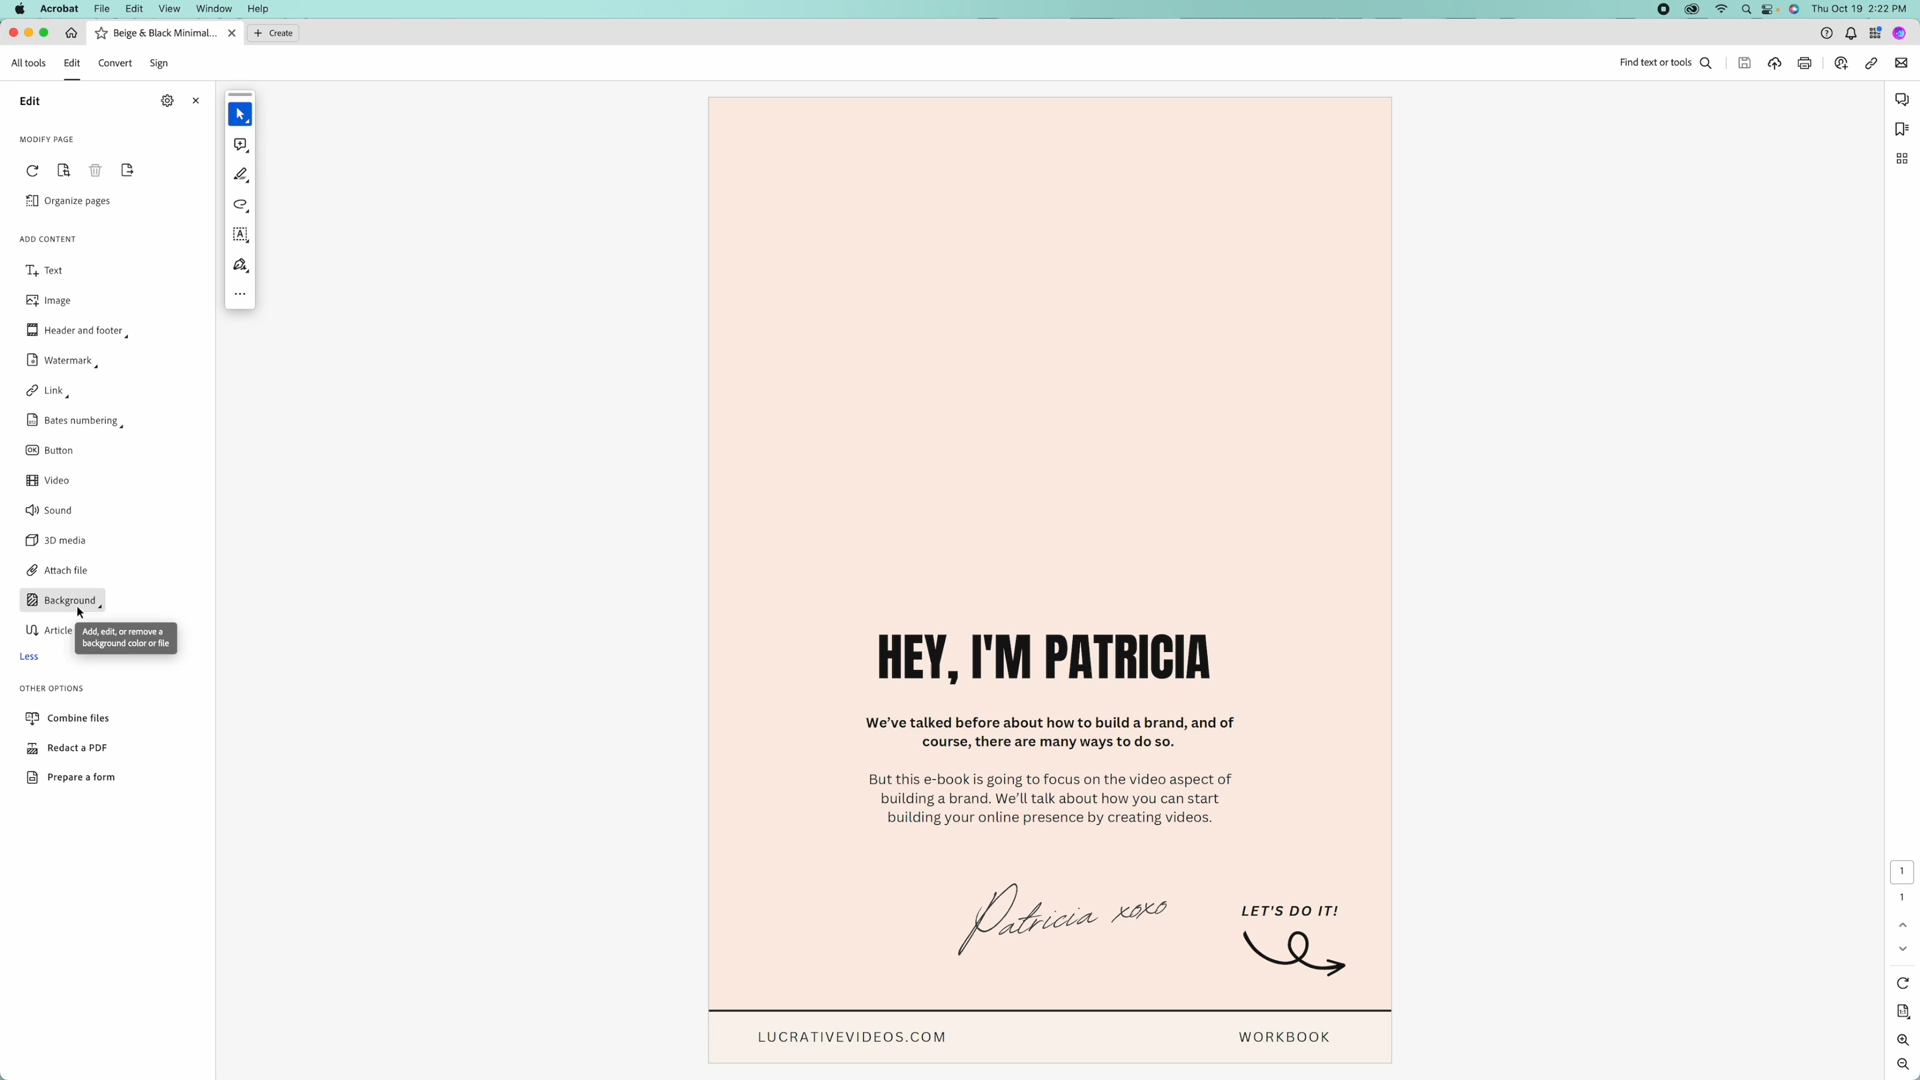 Acrobat File Edit View Window Help
Thu Oct 19 2:22 PM
Beige & Black Minimal...
Create
All tools Edit Convert Sign
Find text or tools
Edit
MODIFY PAGE
Organize pages
ADD CONTENT
Text
Image
Header and footer
Watermark
Link
Bates numbering
Button
Video
Sound
3D media
Attach file
Background
Article
Add, edit, or remove a
background color or file
Less
OTHER OPTIONS
Combine files
Redact a PDF
Prepare a form
HEY, I'M PATRICIA
We've talked before about how to build a brand, and of
course, there are many ways to do so.
But this e-book is going to focus on the video aspect of
building a brand. We'll talk about how you can start
building your online presence by creating videos.
Patricia xoxo
LET'S DO IT!
LUCRATIVEVIDEOS.COM
WORKBOOK
1
1